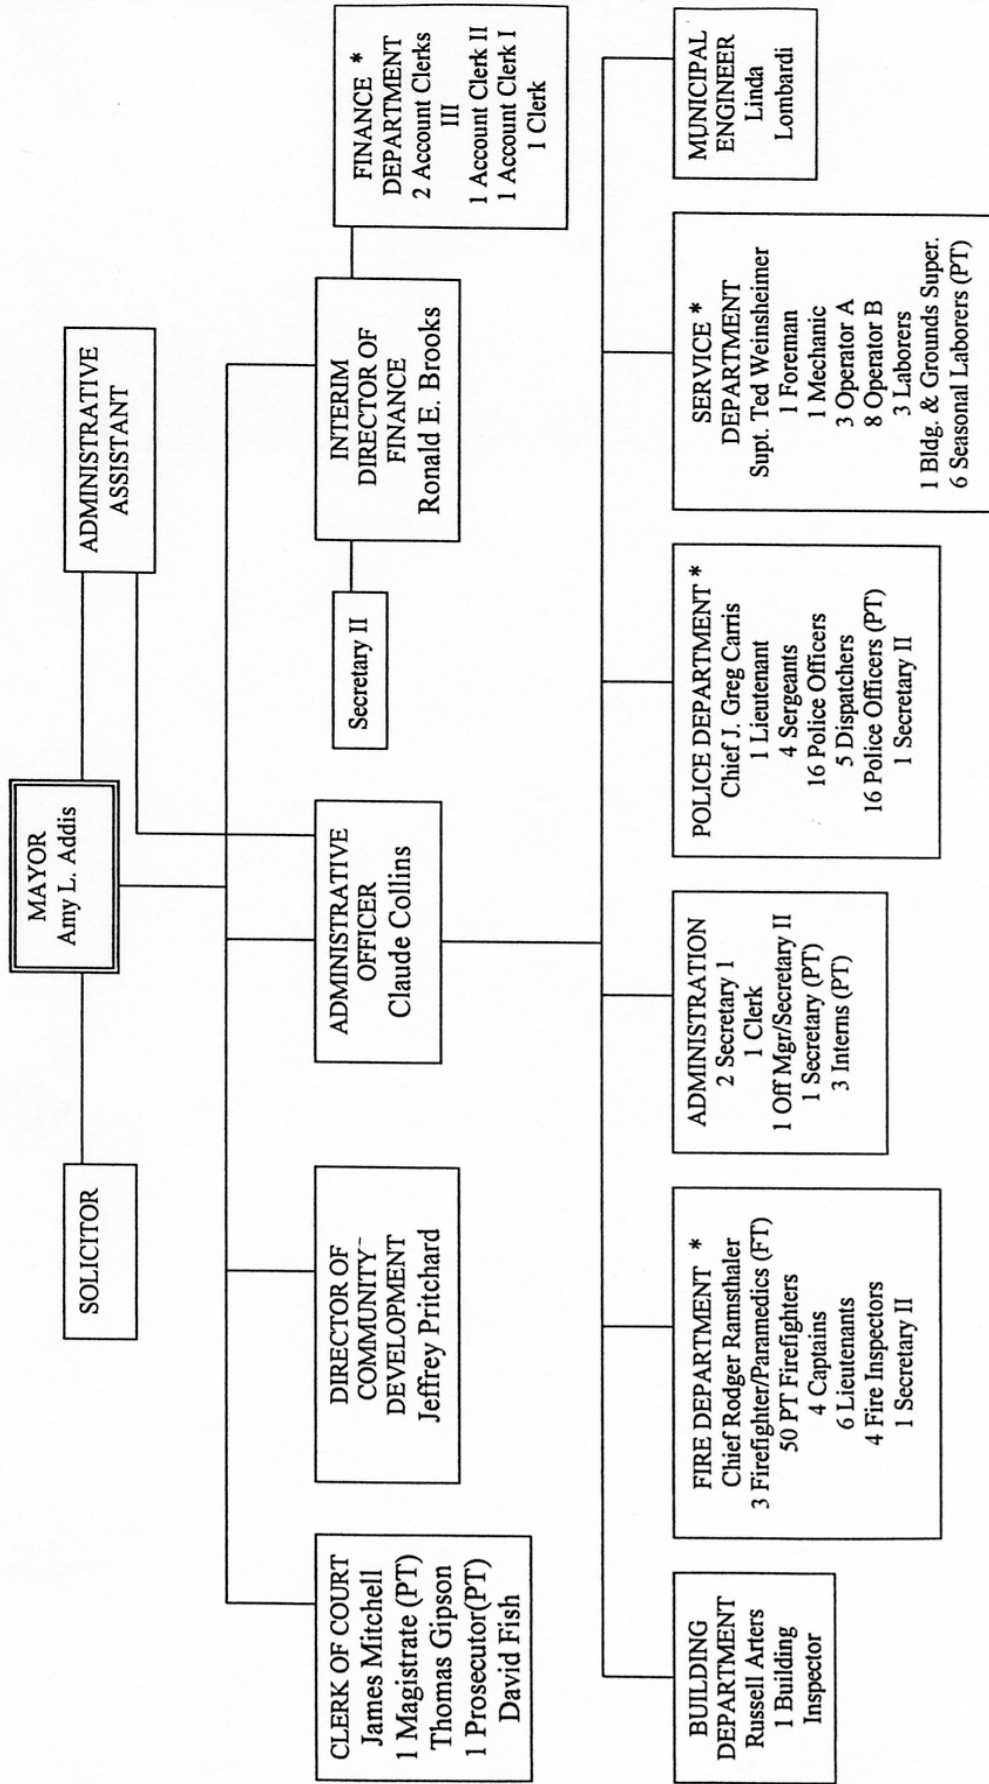 MAYOR
Amy L. Addis
SOLICITOR
ADMINISTRATIVE
ASSISTANT
CLERK OF COURT
James Mitchell
1 Magistrate (PT)
Thomas Gipson
1 Prosecutor(PT)
David Fish
DIRECTOR OF
COMMUNITY
DEVELOPMENT
Jeffrey Pritchard
ADMINISTRATIVE
OFFICER
Claude Collins
Secretary II
INTERIM
DIRECTOR OF
FINANCE
Ronald E. Brooks
FINANCE *
DEPARTMENT
2 Account Clerks
III
1 Account Clerk II
1 Account Clerk I
1 Clerk
BUILDING
DEPARTMENT
Russell Arters
1 Building
Inspector
FIRE DEPARTMENT *
Chief Rodger Ramsthaler
3 Firefighter/Paramedics (FT)
50 PT Firefighters
4 Captains
6 Lieutenants
4 Fire Inspectors
1 Secretary II
ADMINISTRATION
2 Secretary 1
1 Clerk
1 Off Mgr/Secretary II
1 Secretary (PT)
3 Interns (PT)
POLICE DEPARTMENT *
Chief J. Greg Carris
1 Lieutenant
4 Sergeants
16 Police Officers
5 Dispatchers
16 Police Officers (PT)
1 Secretary II
SERVICE *
DEPARTMENT
Supt. Ted Weinsheimer
1 Foreman
1 Mechanic
3 Operator A
8 Operator B
3 Laborers
1 Bldg. & Grounds Super.
6 Seasonal Laborers (PT)
MUNICIPAL
ENGINEER
Linda
Lombardi